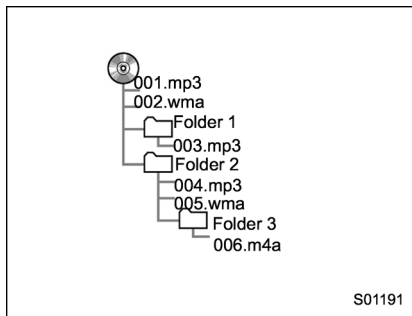 001.mp3
002.wma
Folder 1
003.mp3
Folder 2
004.mp3
005.wma
Folder 3
006.m4a
S01191